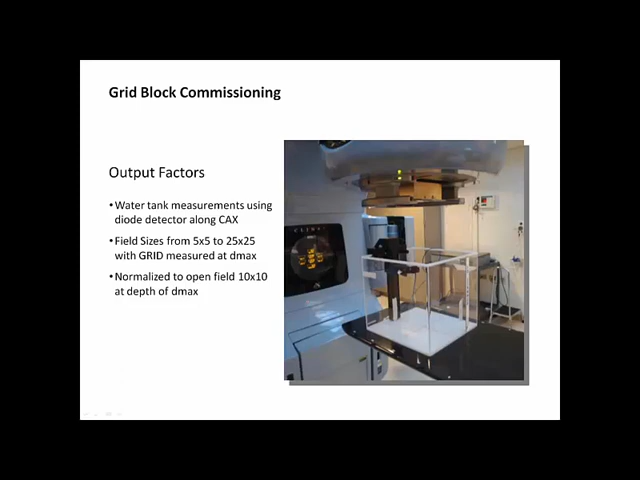 Grid Block Commissioning
Output Factors
•Water tank measurements using
diode detector along CAX
•Field Sizes from 5x5 to 25x25
with GRID measured at dmax
•Normalized to open field 10x10
at depth of dmax
CLINAC